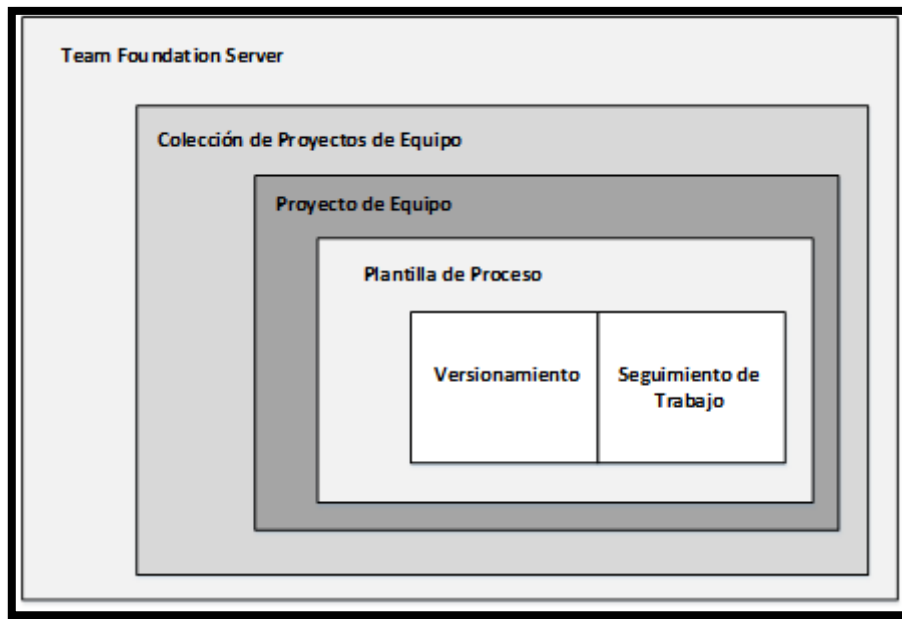 Team Foundation Server
Colección de Proyectos de Equipo
Proyecto de Equipo
Plantilla de Proceso
Versionamiento
Seguimiento de
Trabajo